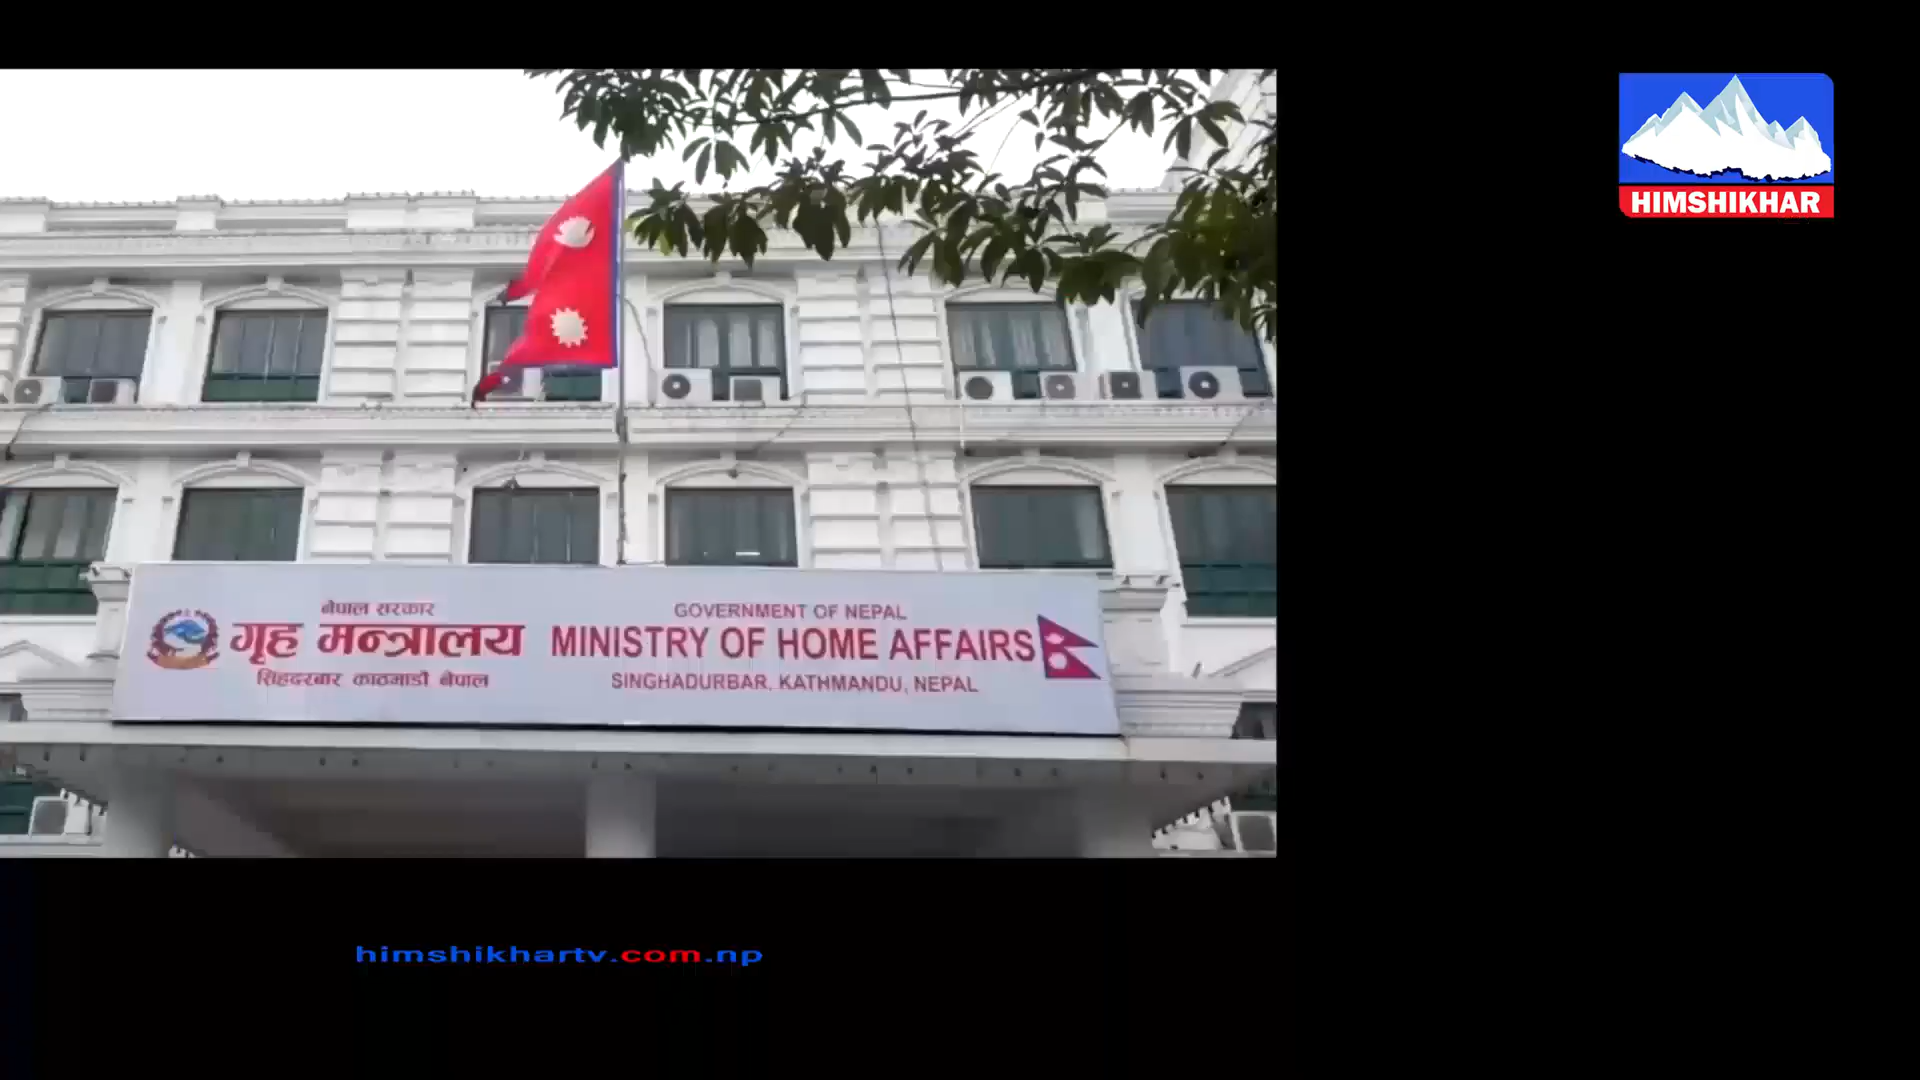 HIMSHIKHAR
नेपाल सरकार
गृह मन्त्रालय
सिंहदरबार काठमाडौं नेपाल
GOVERNMENT OF NEPAL
MINISTRY OF HOME AFFAIRS
SINGHADURBAR, KATHMANDU, NEPAL
himshikhartv.com.np